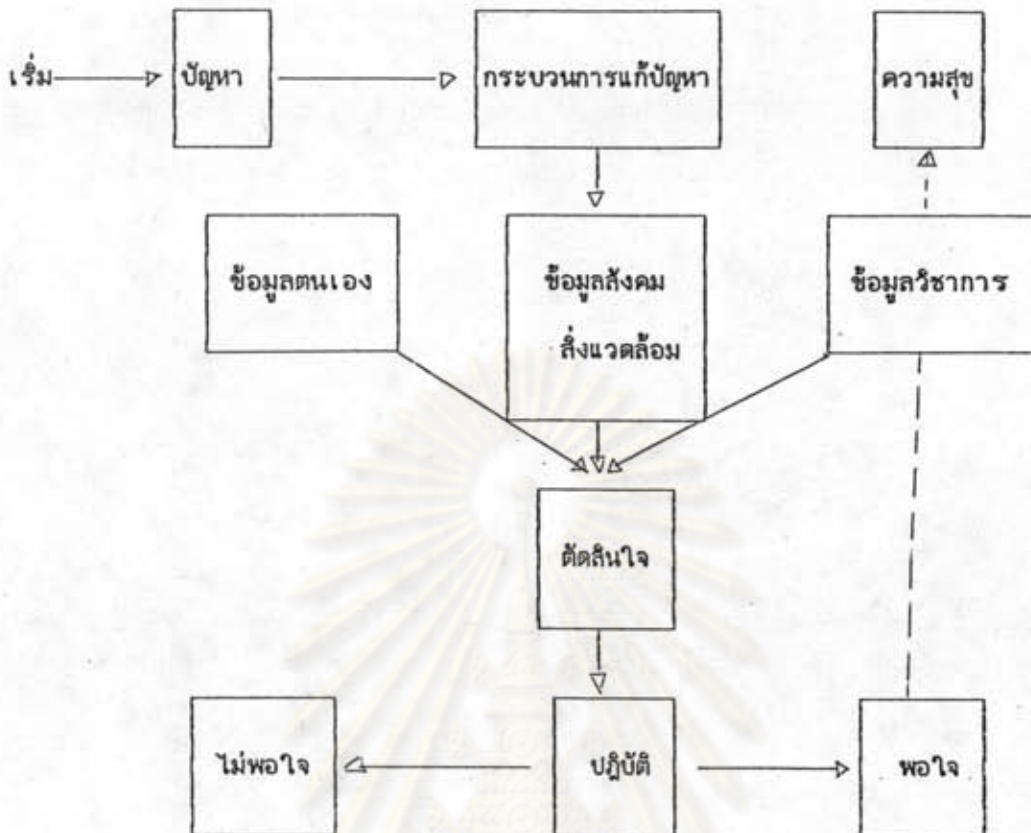 เริ่ม ปัญหา กระบวนการแก้ปัญหา ความสุข
ข้อมูลตนเอง ข้อมูลสังคม ข้อมูลวิชาการ
สิ่งแวดล้อม
ตัดสินใจ
ไม่พอใจ ปฏิบัติ พอใจ